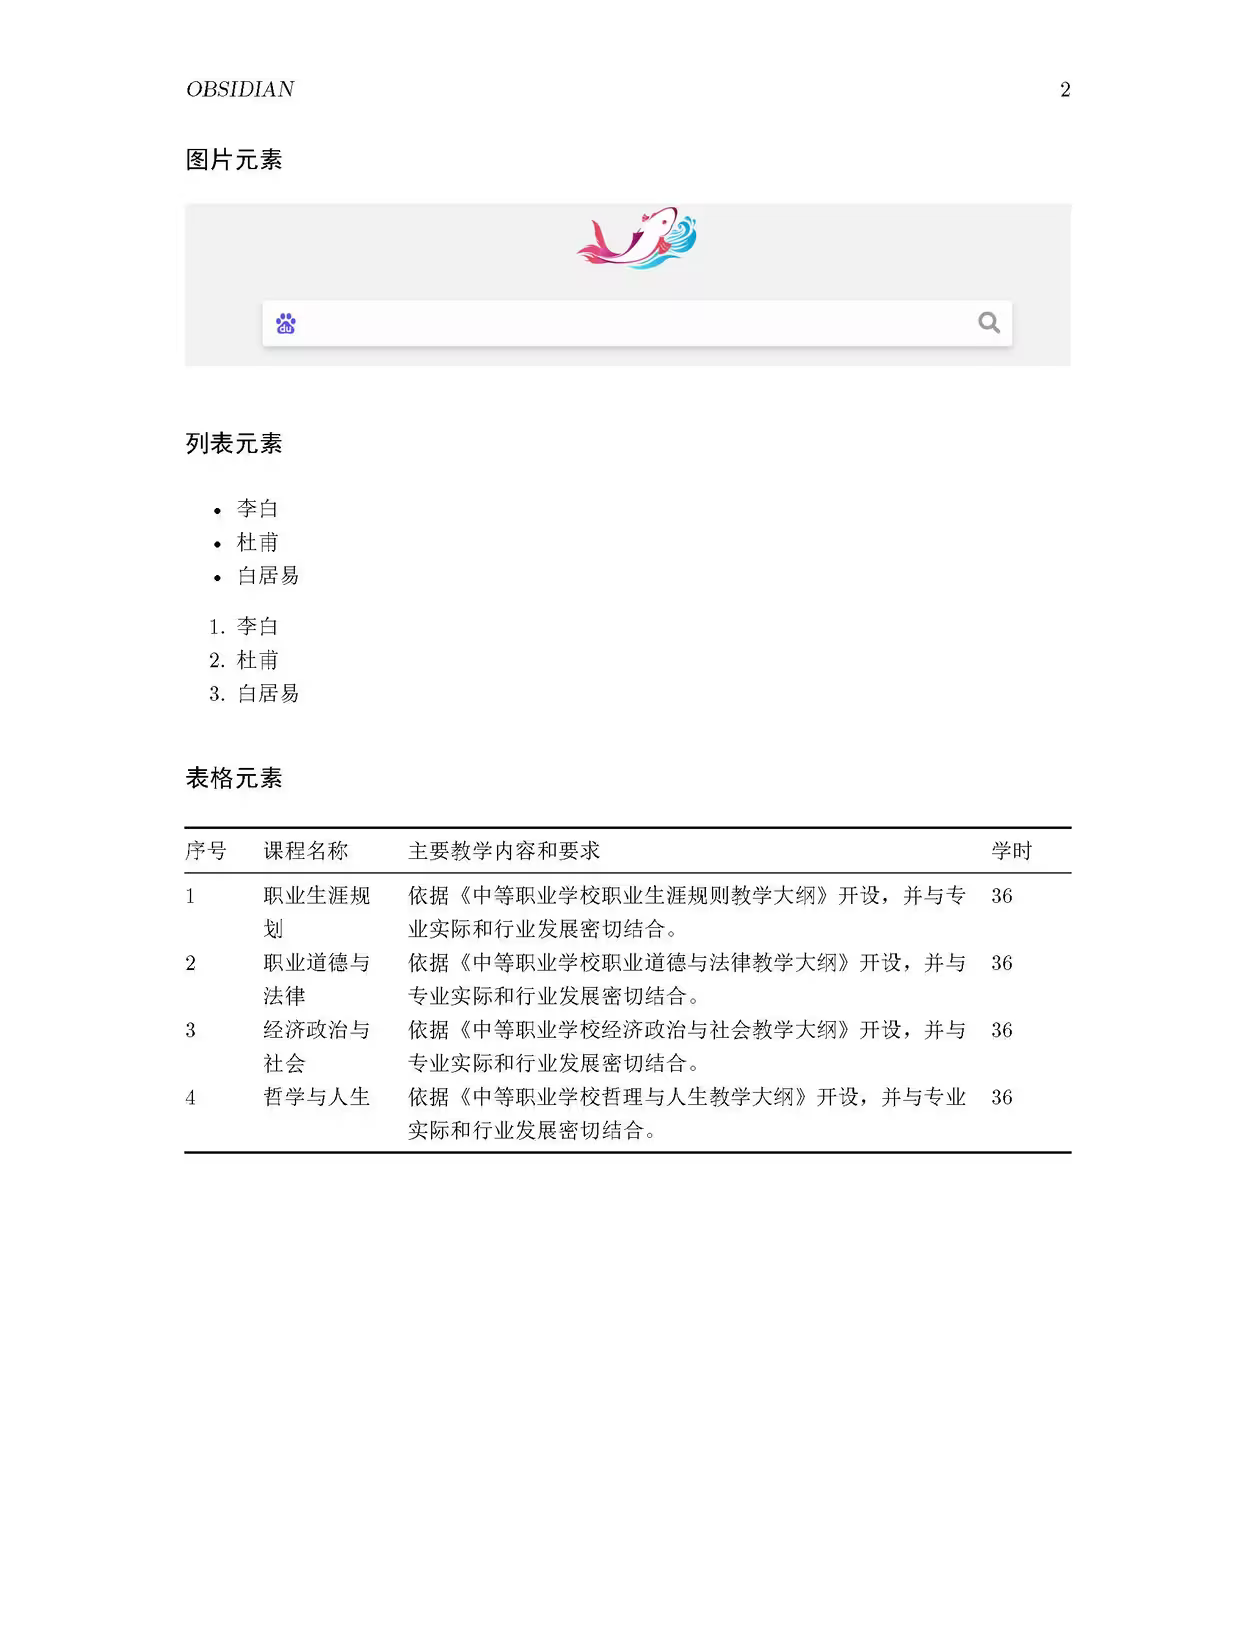 OBSIDIAN 2
图片元素
du
列表元素
• 李白
• 杜甫
• 白居易
1. 李白
2. 杜甫
3. 白居易
表格元素
序号 课程名称 主要教学内容和要求 学时
1 职业生涯规 依据《中等职业学校职业生涯规则教学大纲》开设，并与专 36
划 业实际和行业发展密切结合。
2 职业道德与 依据《中等职业学校职业道德与法律教学大纲》开设，并与 36
法律 专业实际和行业发展密切结合。
3 经济政治与 依据《中等职业学校经济政治与社会教学大纲》开设，并与 36
社会 专业实际和行业发展密切结合。
4 哲学与人生 依据《中等职业学校哲理与人生教学大纲》开设，并与专业 36
实际和行业发展密切结合。